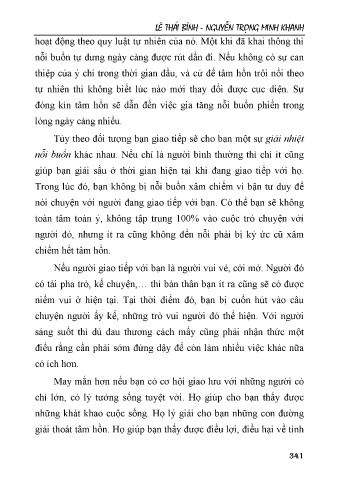 LÊ THÁI BÌNH - NGUYỄN TRỌNG MINH KHANH
hoạt động theo quy luật tự nhiên của nó. Một khi đã khai thông thì
nỗi buồn tự dưng ngày càng được rút dần đi. Nếu không có sự can
thiệp của ý chí trong thời gian đầu, và cứ để tâm hồn trôi nổi theo
tự nhiên thì không biết lúc nào mới thay đổi được cục diện. Sự
đóng kín tâm hồn sẽ dẫn đến việc gia tăng nỗi buồn phiền trong
lòng ngày càng nhiều.
Tùy theo đối tượng bạn giao tiếp sẽ cho bạn một sự giải nhiệt
nỗi buồn khác nhau. Nếu chỉ là người bình thường thì chí ít cũng
giúp bạn giải sầu ở thời gian hiện tại khi đang giao tiếp với họ.
Trong lúc đó, bạn không bị nỗi buồn xâm chiếm vì bận tư duy để
nói chuyện với người đang giao tiếp với bạn. Có thể bạn sẽ không
toàn tâm toàn ý, không tập trung 100% vào cuộc trò chuyện với
người đó, nhưng ít ra cũng không đến nỗi phải bị ký ức cũ xâm
chiếm hết tâm hồn.
Nếu người giao tiếp với bạn là người vui vẻ, cởi mở. Người đó
có tài pha trò, kể chuyện,… thì bản thân bạn ít ra cũng sẽ có được
niềm vui ở hiện tại. Tại thời điểm đó, bạn bị cuốn hút vào câu
chuyện người ấy kể, những trò vui người đó thể hiện. Với người
sáng suốt thì dù đau thương cách mấy cũng phải nhận thức một
điều rằng cần phải sớm đứng dậy để còn làm nhiều việc khác nữa
có ích hơn.
May mắn hơn nếu bạn có cơ hội giao lưu với những người có
chí lớn, có lý tưởng sống tuyệt vời. Họ giúp cho bạn thấy được
những khát khao cuộc sống. Họ lý giải cho bạn những con đường
giải thoát tâm hồn. Họ giúp bạn thấy được điều lợi, điều hại về tinh
341